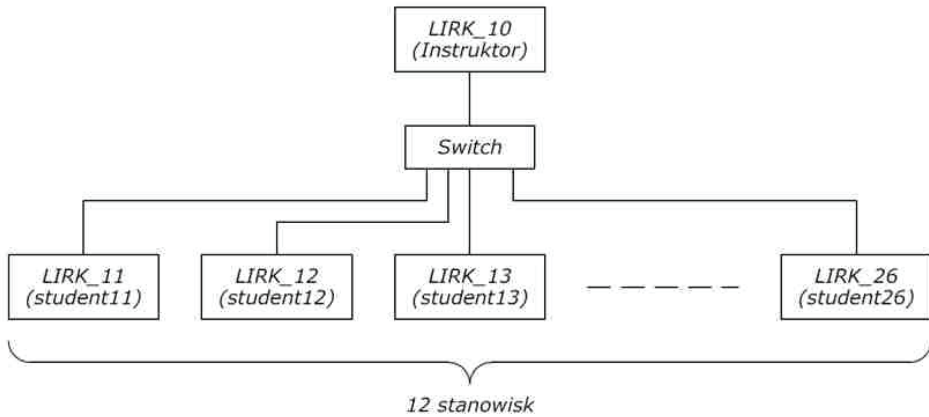 LIRK_10
(Instruktor)
Switch
LIRK_11
(student11)
LIRK_12
(student12)
LIRK_13
(student13)
LIRK_26
(student26)
12 stanowisk